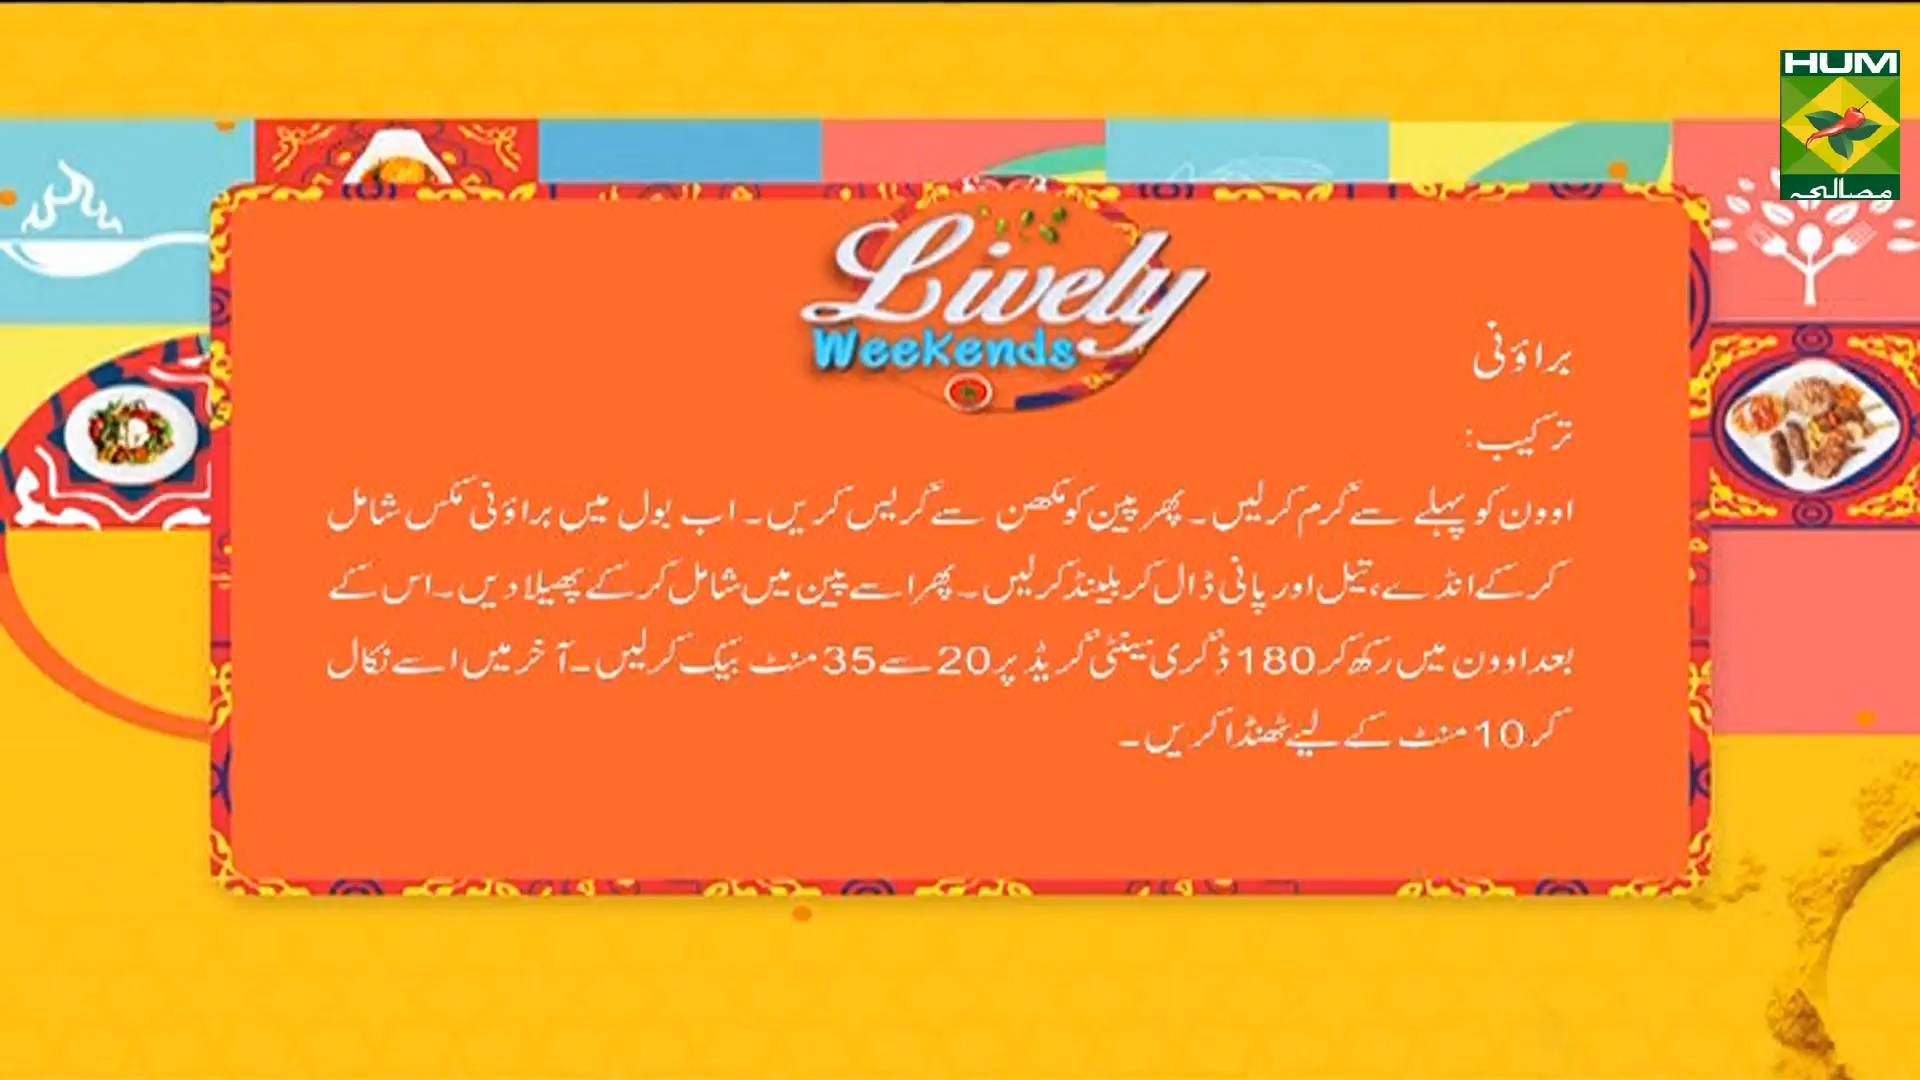 HUM
مصالحہ
Lively
Weekends
براؤنی
ترکیب:
اوون کو پہلے سے گرم کرلیں۔ پھر پین کو مکھن سے گریس کریں۔ اب بول میں براؤنی مکس شامل
کرکے انڈے، تیل اور پانی ڈال کر بلینڈ کرلیں۔ پھر اسے پین میں شامل کرکے پھیلا دیں۔ اس کے
بعد اوون میں رکھ کر 180 ڈگری سینٹی گریڈ پر 20 سے 35 منٹ بیک کرلیں۔ آخر میں اسے نکال
کر 10 منٹ کے لیے ٹھنڈا کریں۔